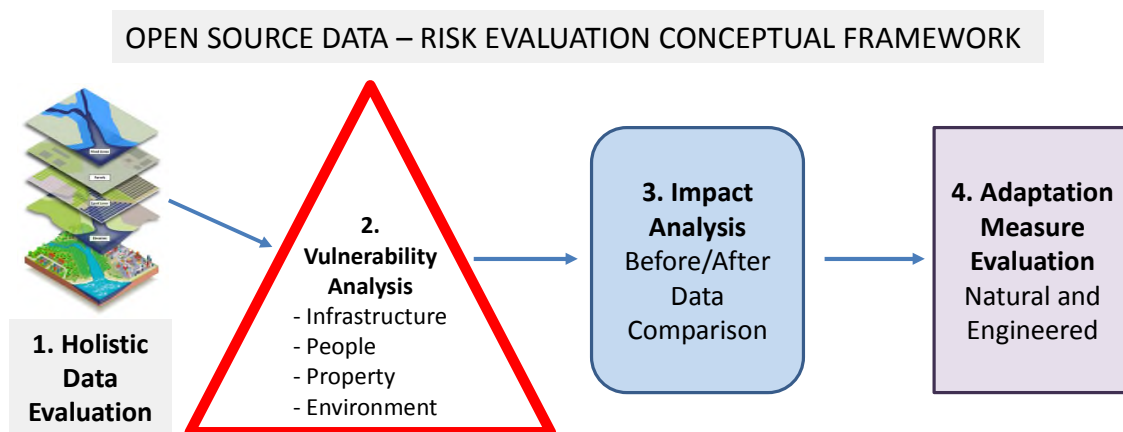 OPEN SOURCE DATA – RISK EVALUATION CONCEPTUAL FRAMEWORK
1. Holistic
Data
Evaluation
2.
Vulnerability
Analysis
- Infrastructure
- People
- Property
- Environment
3. Impact
Analysis
Before/After
Data
Comparison
4. Adaptation
Measure
Evaluation
Natural and
Engineered